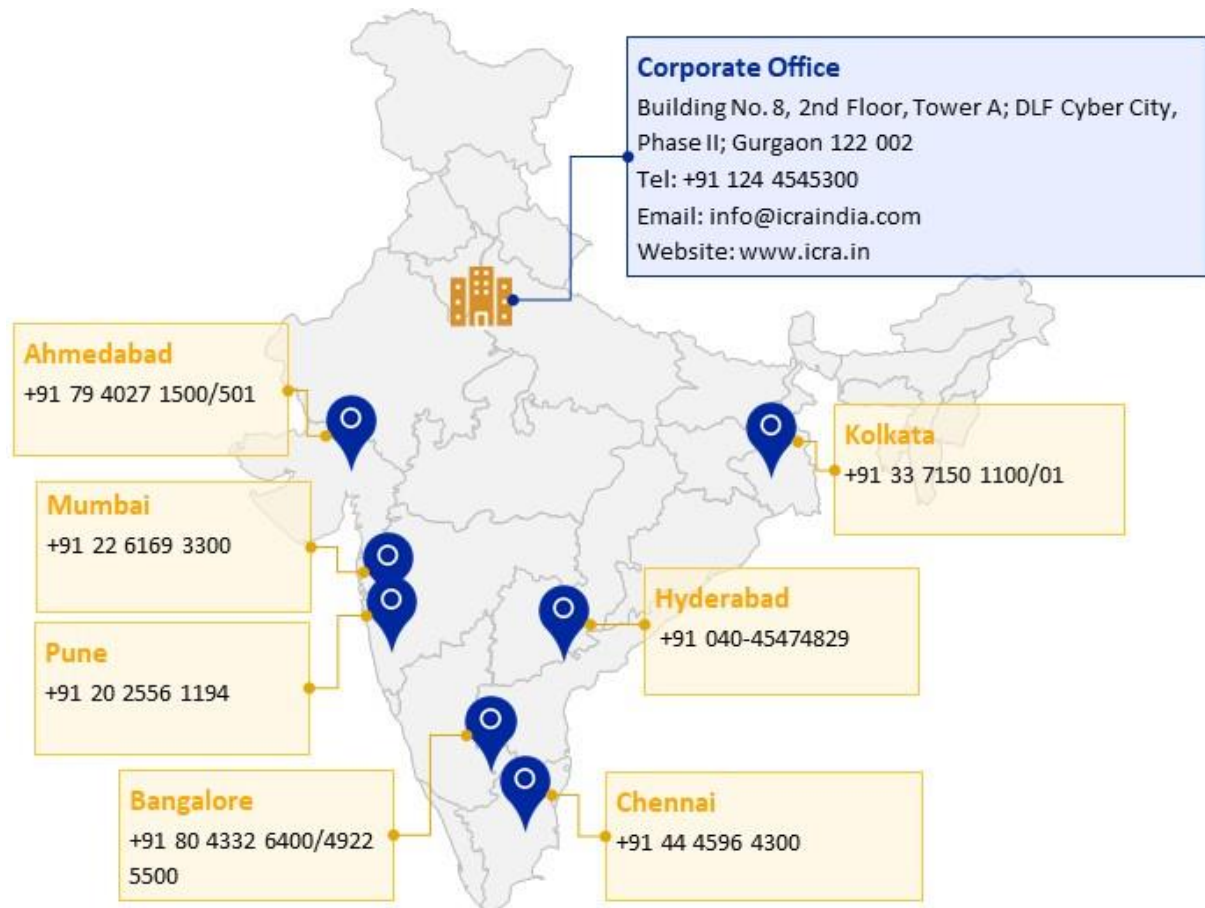 Corporate Office
Building No. 8, 2nd Floor, Tower A; DLF Cyber City,
Phase II; Gurgaon 122 002
Tel: +91 124 4545300
Email: info@icraindia.com
Website: www.icra.in
Ahmedabad
+91 79 4027 1500/501
Kolkata
+91 33 7150 1100/01
Mumbai
+91 22 6169 3300
Hyderabad
+91 040-45474829
Pune
+91 20 2556 1194
Bangalore
+91 80 4332 6400/4922
5500
Chennai
+91 44 4596 4300